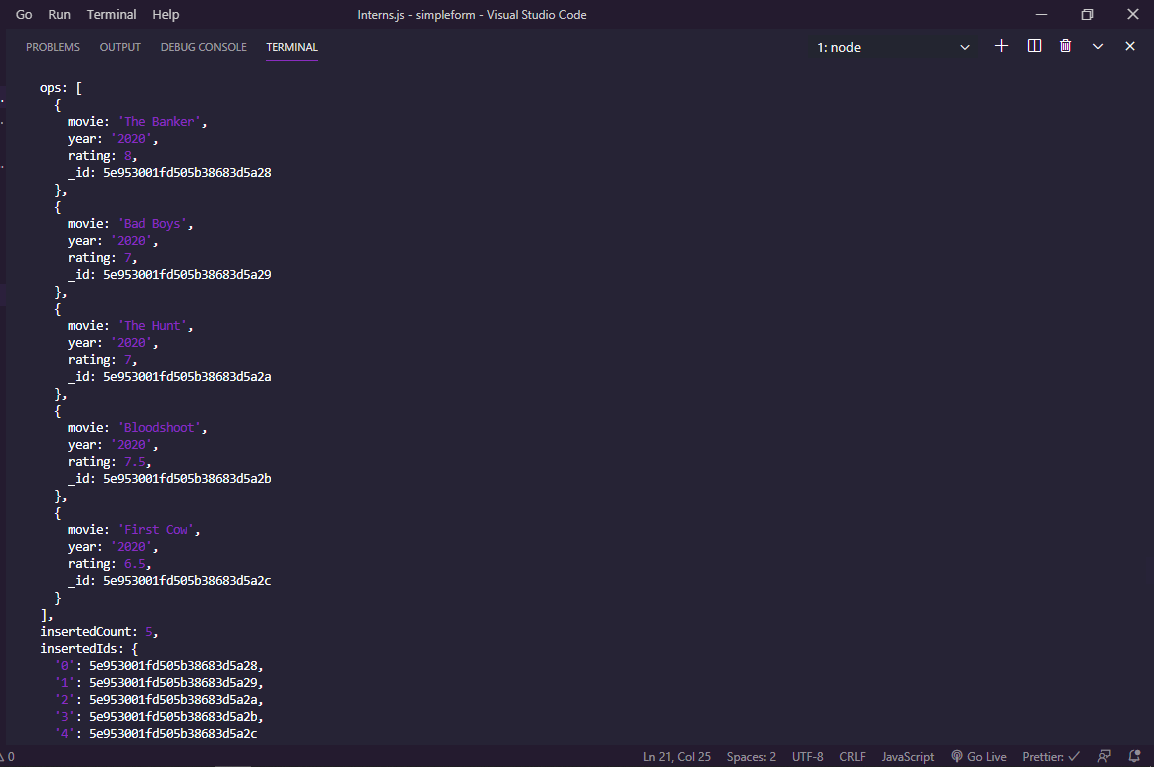 Go Run Terminal Help Interns.js - simpleform - Visual Studio Code
PROBLEMS OUTPUT DEBUG CONSOLE TERMINAL 1: node
ops: [
{
movie: 'The Banker',
year: '2020',
rating: 8,
_id: 5e953001fd505b38683d5a28
},
{
movie: 'Bad Boys',
year: '2020',
rating: 7,
_id: 5e953001fd505b38683d5a29
},
{
movie: 'The Hunt',
year: '2020',
rating: 7,
_id: 5e953001fd505b38683d5a2a
},
{
movie: 'Bloodshoot',
year: '2020',
rating: 7.5,
_id: 5e953001fd505b38683d5a2b
},
{
movie: 'First Cow',
year: '2020',
rating: 6.5,
_id: 5e953001fd505b38683d5a2c
}
],
insertedCount: 5,
insertedIds: {
'0': 5e953001fd505b38683d5a28,
'1': 5e953001fd505b38683d5a29,
'2': 5e953001fd505b38683d5a2a,
'3': 5e953001fd505b38683d5a2b,
'4': 5e953001fd505b38683d5a2c
0 Ln 21, Col 25 Spaces: 2 UTF-8 CRLF JavaScript Go Live Prettier: ✓